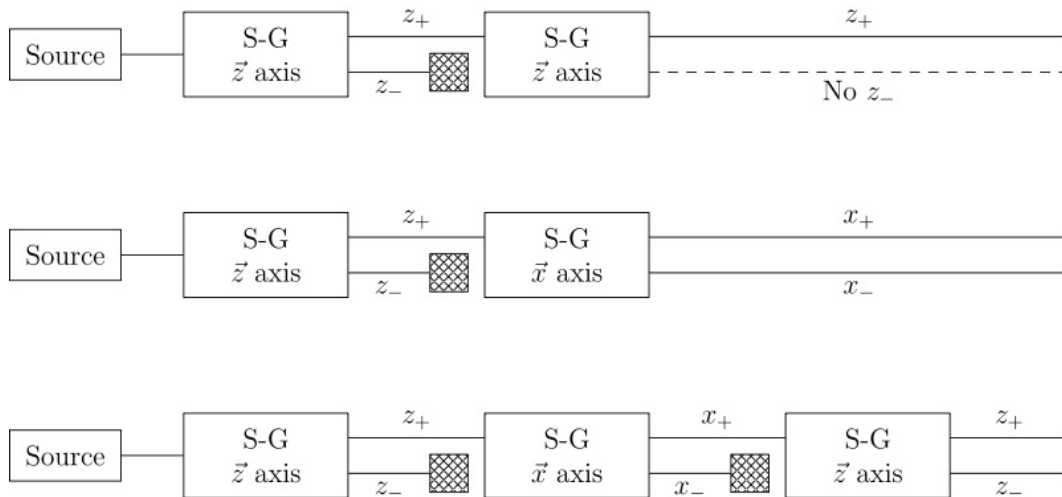 z₊
Source
S-G
z⃗ axis
z₋
S-G
z⃗ axis
z₊
No z₋
z₊
Source
S-G
z⃗ axis
z₋
S-G
x⃗ axis
x₊
x₋
z₊
Source
S-G
z⃗ axis
z₋
S-G
x⃗ axis
x₊
x₋
S-G
z⃗ axis
z₊
z₋